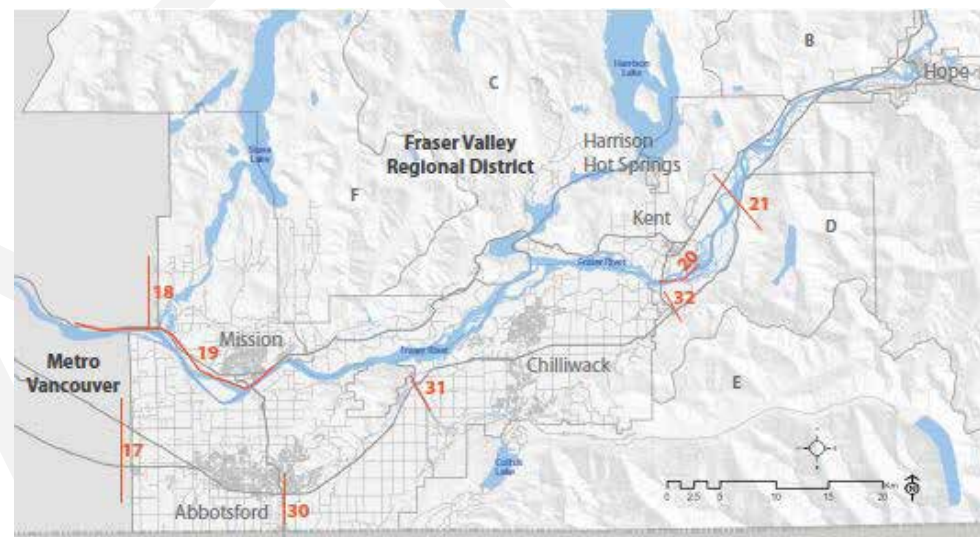 B
Hope
Harrison
Lake
C
Fraser Valley
Regional District
Harrison
Hot Springs
Stave
Lake
F
Kent
21
D
20
Fraser River
18
32
19
Mission
Metro
Vancouver
Fraser River
Chilliwack
31
E
17
Cultus
Lake
Km
0 2.5 5 10 15 20
Abbotsford
30